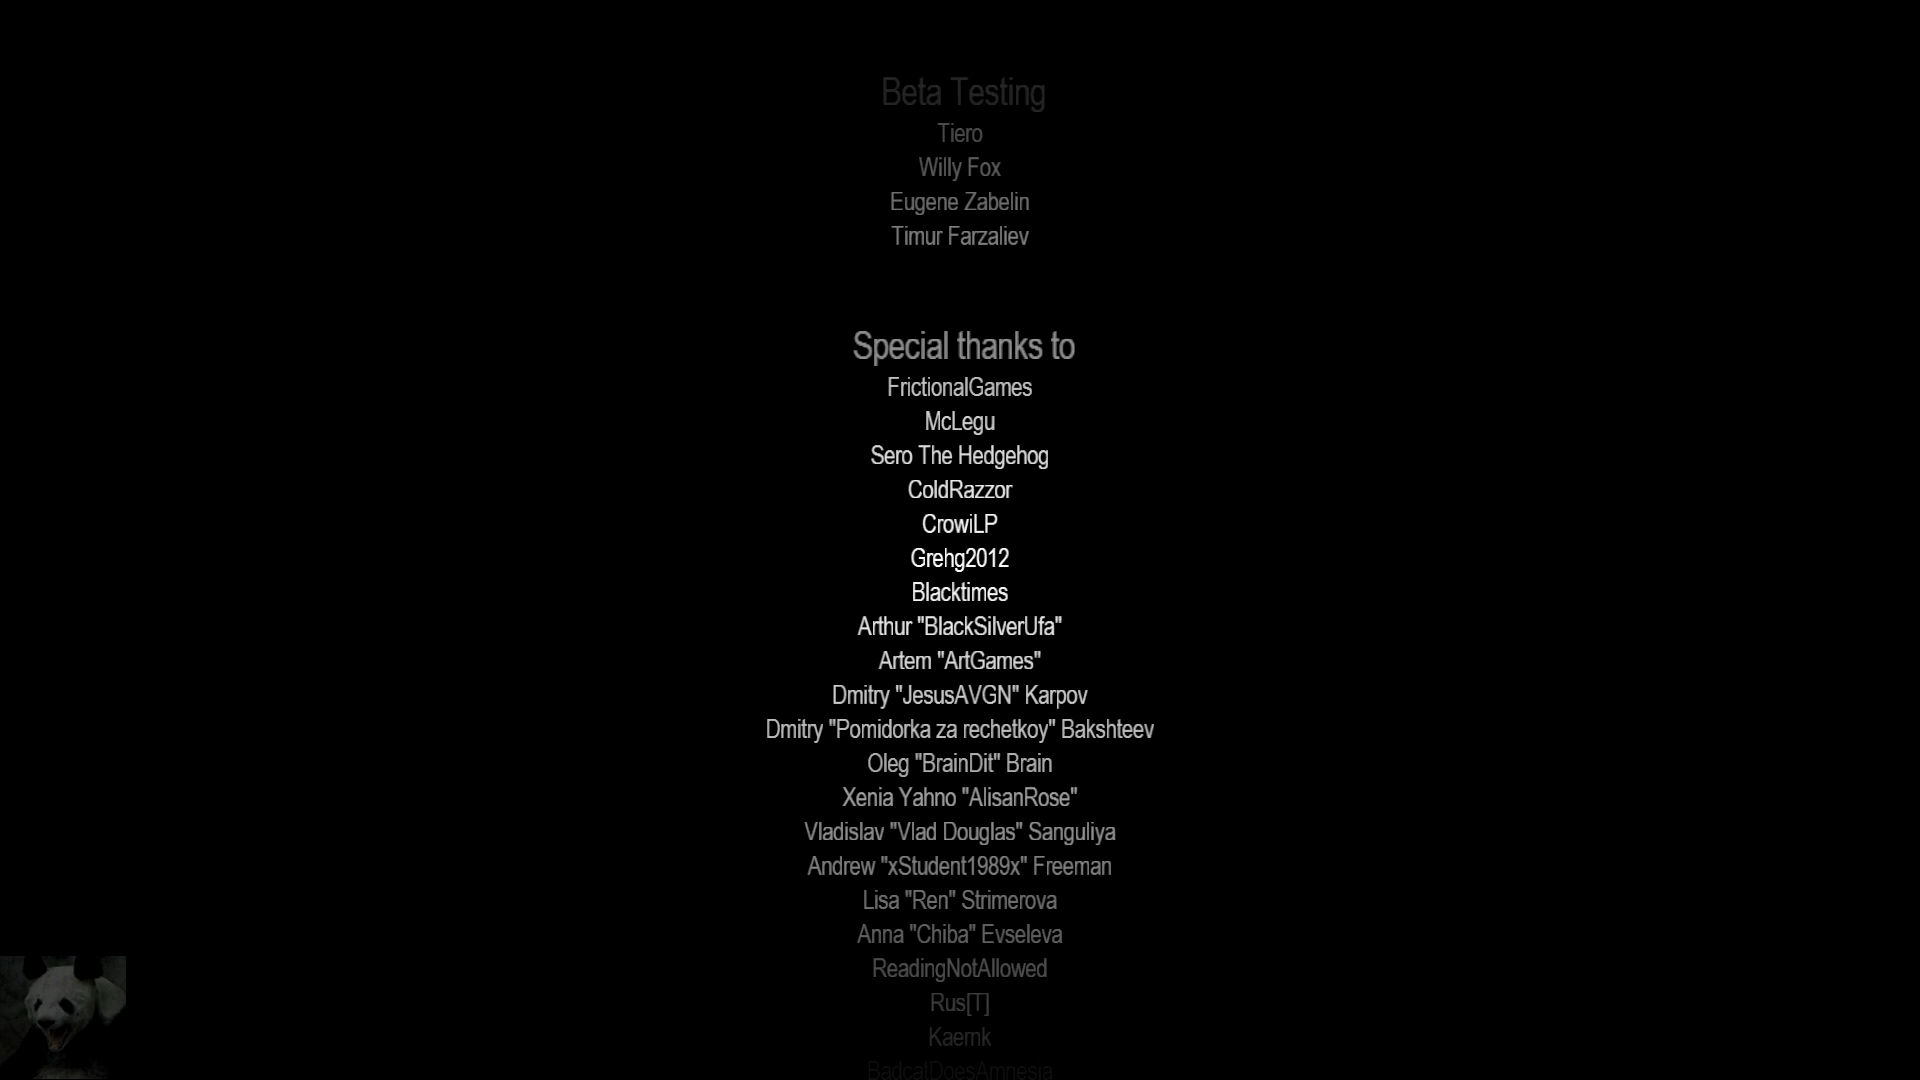 Beta Testing
Tiero
Willy Fox
Eugene Zabelin
Timur Farzaliev
Special thanks to
FrictionalGames
McLegu
Sero The Hedgehog
ColdRazzor
CrowiLP
Grehg2012
Blacktimes
Arthur "BlackSilverUfa"
Artem "ArtGames"
Dmitry "JesusAVGN" Karpov
Dmitry "Pomidorka za rechetkoy" Bakshteev
Oleg "BrainDit" Brain
Xenia Yahno "AlisanRose"
Vladislav "Vlad Douglas" Sanguliya
Andrew "xStudent1989x" Freeman
Lisa "Ren" Strimerova
Anna "Chiba" Evseleva
ReadingNotAllowed
Rus[T]
Kaernk
BadcatDoesAmnesia